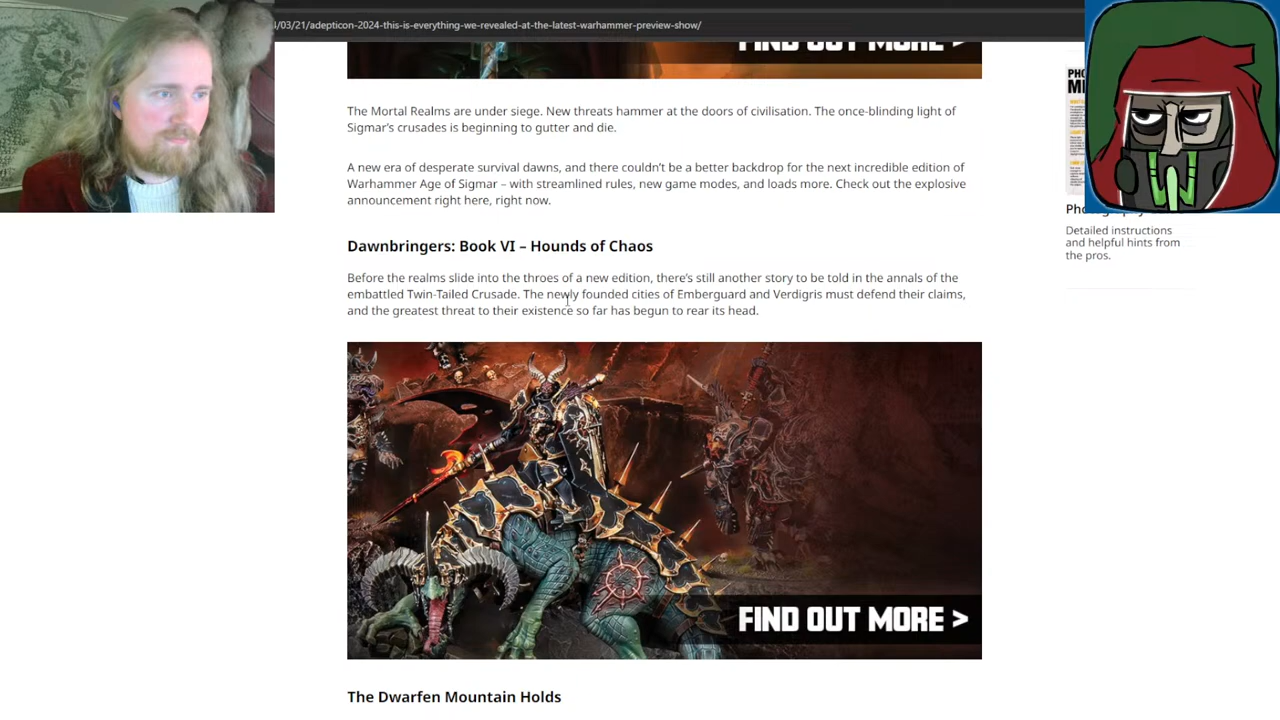 /03/21/adepticon-2024-this-is-everything-we-revealed-at-the-latest-warhammer-preview-show/
FIND OUT MORE >
The Mortal Realms are under siege. New threats hammer at the doors of civilisation. The once-blinding light of
Sigmar's crusades is beginning to gutter and die.
A new era of desperate survival dawns, and there couldn't be a better backdrop for the next incredible edition of
Warhammer Age of Sigmar – with streamlined rules, new game modes, and loads more. Check out the explosive
announcement right here, right now.
Detailed instructions
and helpful hints from
the pros.
Dawnbringers: Book VI – Hounds of Chaos
Before the realms slide into the throes of a new edition, there's still another story to be told in the annals of the
embattled Twin-Tailed Crusade. The newly founded cities of Emberguard and Verdigris must defend their claims,
and the greatest threat to their existence so far has begun to rear its head.
FIND OUT MORE >
The Dwarfen Mountain Holds